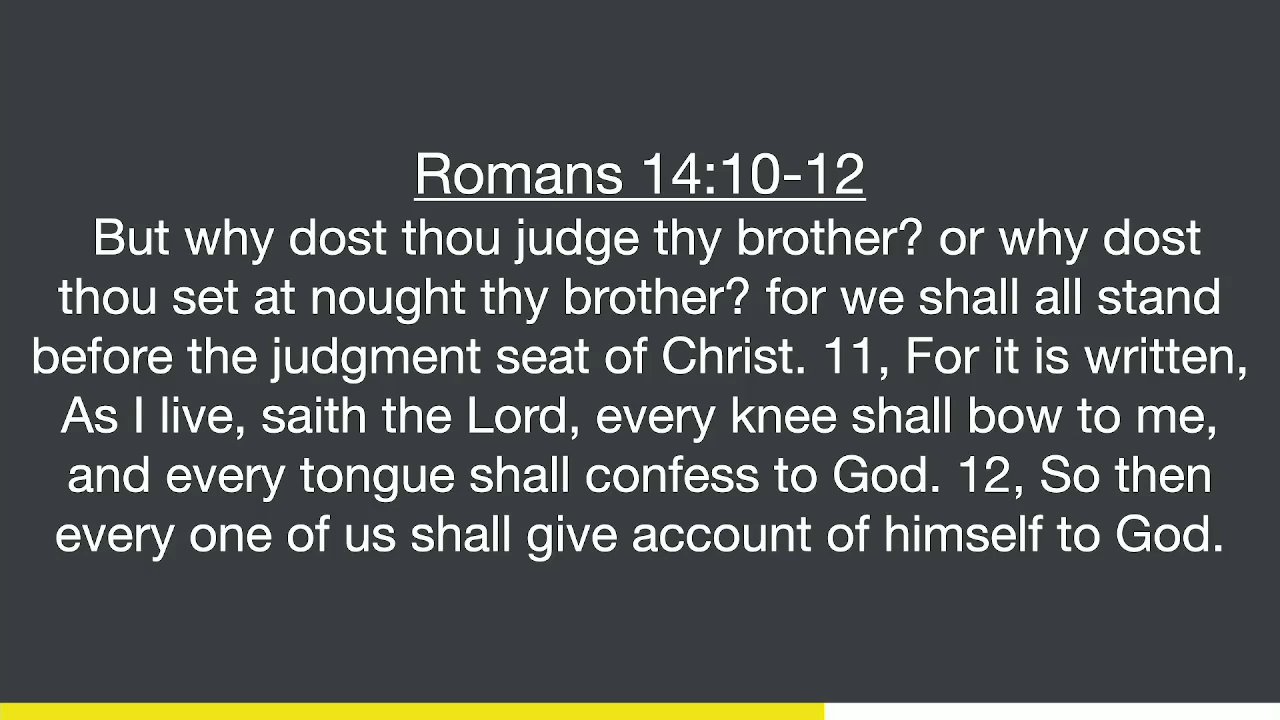 Romans 14:10-12
But why dost thou judge thy brother? or why dost
thou set at nought thy brother? for we shall all stand
before the judgment seat of Christ. 11, For it is written,
As I live, saith the Lord, every knee shall bow to me,
and every tongue shall confess to God. 12, So then
every one of us shall give account of himself to God.